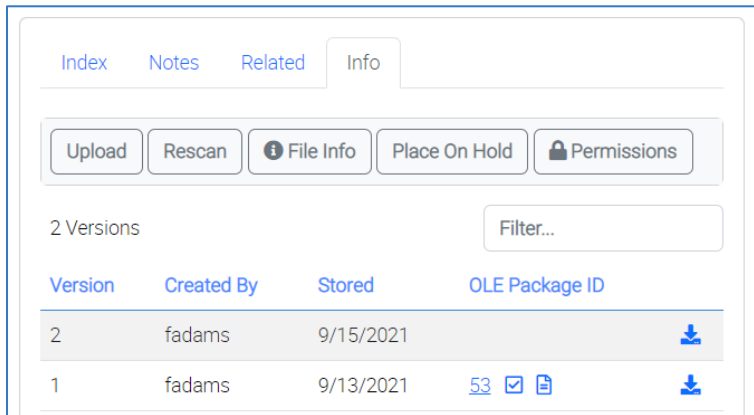 Index Notes Related Info
Upload Rescan File Info Place On Hold Permissions
2 Versions Filter...
Version Created By Stored OLE Package ID
2 fadams 9/15/2021
1 fadams 9/13/2021 53